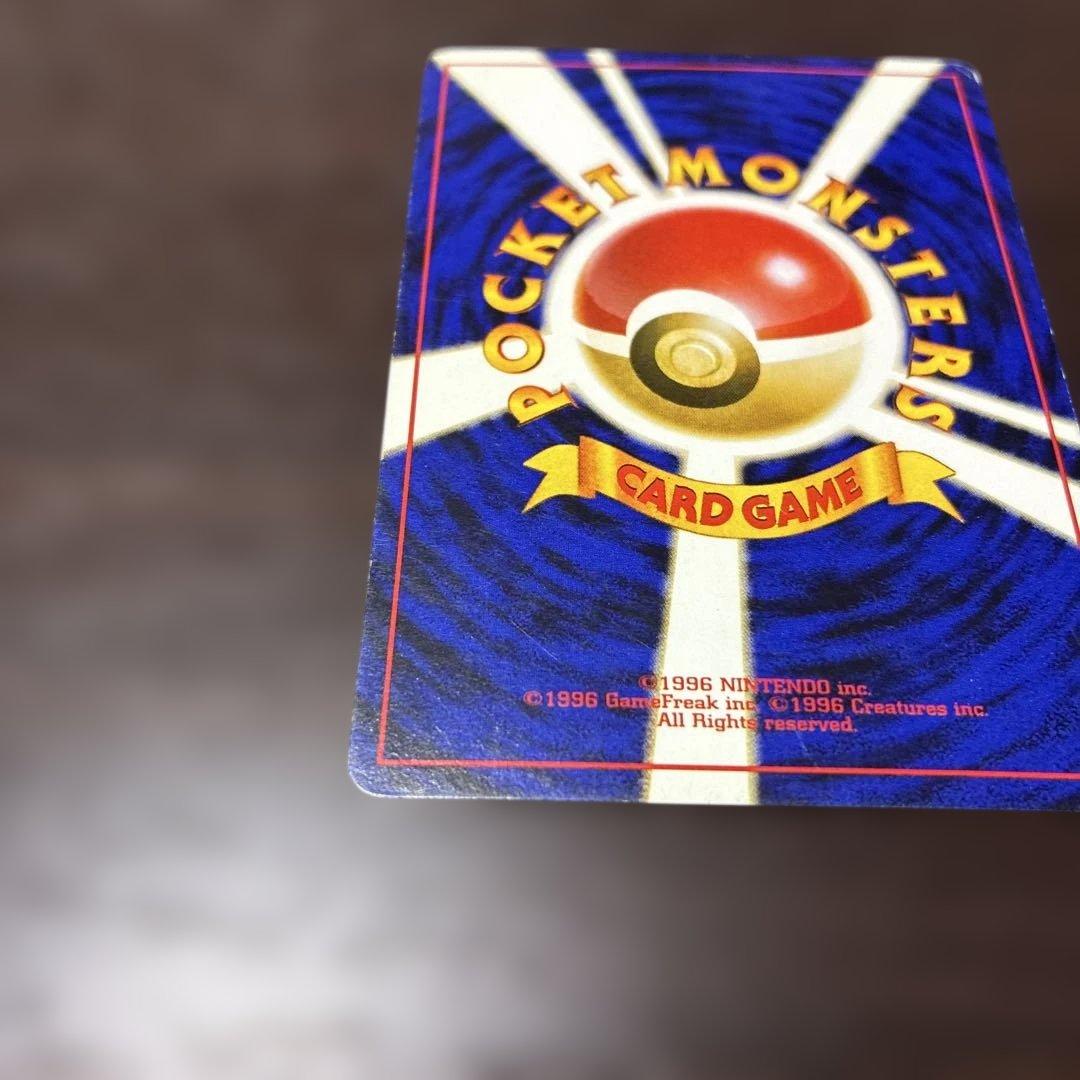 POCKET MONSTERS
CARD GAME
©1996 NINTENDO inc.
©1996 GameFreak inc. ©1996 Creatures inc.
All Rights reserved.